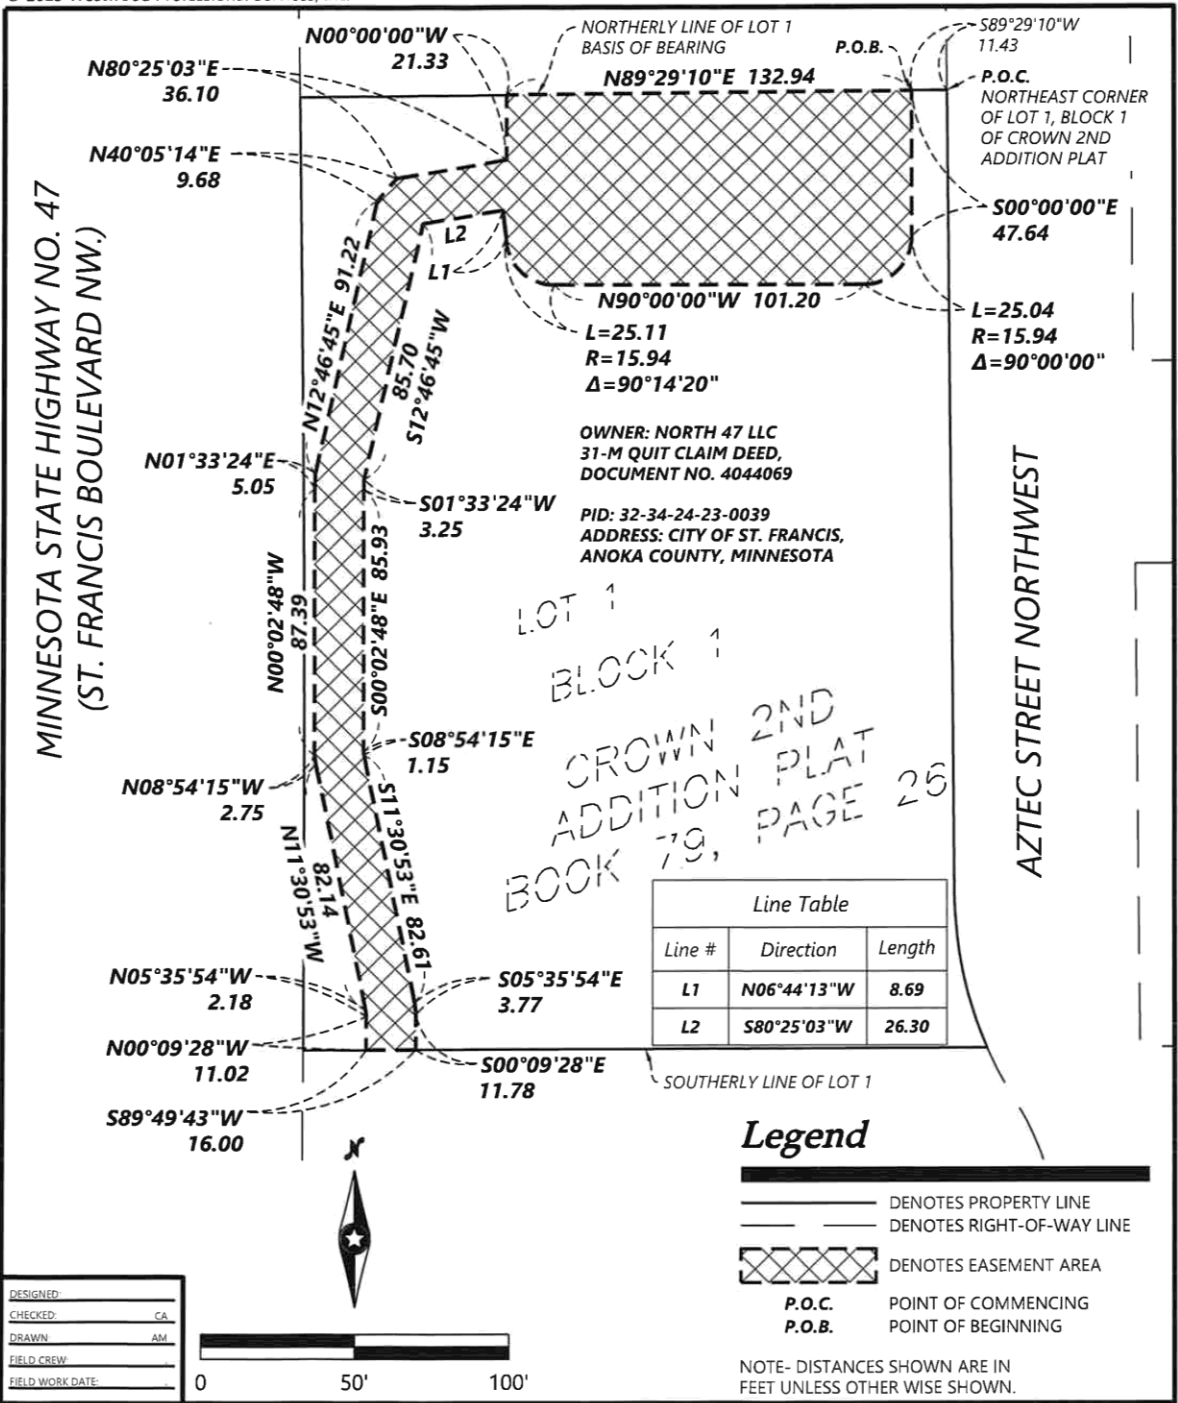 N00°00'00"W
21.33
NORTHERLY LINE OF LOT 1
BASIS OF BEARING
P.O.B.
S89°29'10"W
11.43
N80°25'03"E
36.10
N89°29'10"E 132.94
P.O.C.
NORTHEAST CORNER
OF LOT 1, BLOCK 1
OF CROWN 2ND
ADDITION PLAT
N40°05'14"E
9.68
S00°00'00"E
47.64
MINNESOTA STATE HIGHWAY NO. 47
(ST. FRANCIS BOULEVARD NW.)
L2
L1
N12°46'45"E 91.22
85.70
S12°46'45"W
N90°00'00"W 101.20
L=25.11
R=15.94
Δ=90°14'20"
L=25.04
R=15.94
Δ=90°00'00"
OWNER: NORTH 47 LLC
31-M QUIT CLAIM DEED,
DOCUMENT NO. 4044069
PID: 32-34-24-23-0039
ADDRESS: CITY OF ST. FRANCIS,
ANOKA COUNTY, MINNESOTA
N01°33'24"E
5.05
S01°33'24"W
3.25
N00°02'48"W
87.39
S00°02'48"E 85.93
AZTEC STREET NORTHWEST
LOT 1
BLOCK 1
CROWN 2ND
ADDITION PLAT
BOOK 79, PAGE 26
S08°54'15"E
1.15
N08°54'15"W
2.75
N11°30'53"W
82.14
S11°30'53"E 82.61
Line Table
Line # Direction Length
L1 N06°44'13"W 8.69
L2 S80°25'03"W 26.30
N05°35'54"W
2.18
S05°35'54"E
3.77
N00°09'28"W
11.02
S00°09'28"E
11.78
SOUTHERLY LINE OF LOT 1
S89°49'43"W
16.00
N
Legend
DENOTES PROPERTY LINE
DENOTES RIGHT-OF-WAY LINE
DENOTES EASEMENT AREA
P.O.C. POINT OF COMMENCING
P.O.B. POINT OF BEGINNING
NOTE- DISTANCES SHOWN ARE IN
FEET UNLESS OTHER WISE SHOWN.
DESIGNED:
CHECKED: CA
DRAWN: AM
FIELD CREW:
FIELD WORK DATE:
0 50' 100'